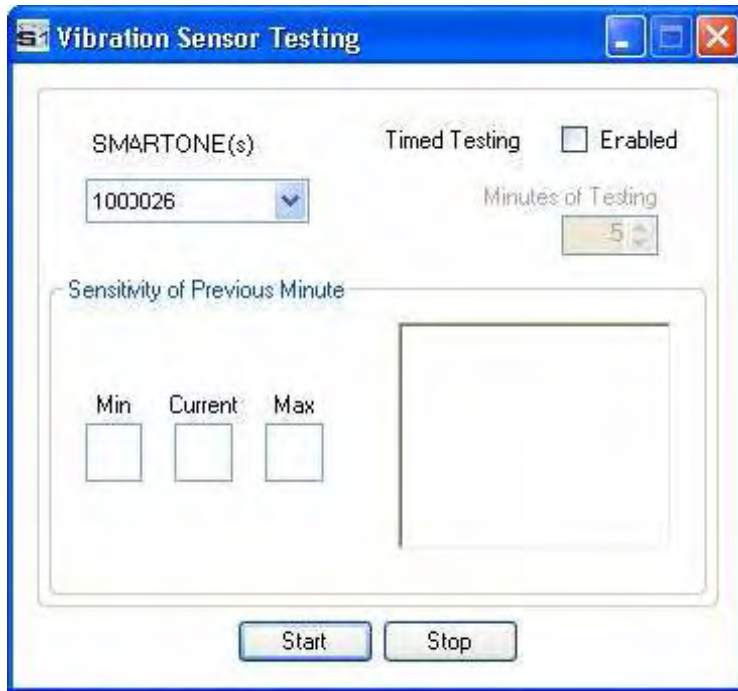 S1 Vibration Sensor Testing
SMARTONE(s)
Timed Testing Enabled
1000026
Minutes of Testing
5
Sensitivity of Previous Minute
Min Current Max
Start Stop